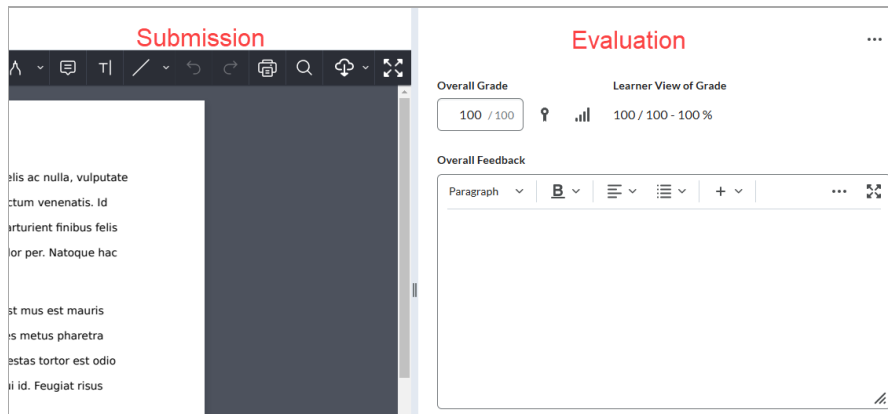 Submission
T|
elis ac nulla, vulputate
ctum venenatis. Id
arturient finibus felis
lor per. Natoque hac
st mus est mauris
es metus pharetra
estas tortor est odio
ui id. Feugiat risus
Evaluation
Overall Grade
Learner View of Grade
100 / 100
100 / 100 - 100 %
Overall Feedback
Paragraph
B